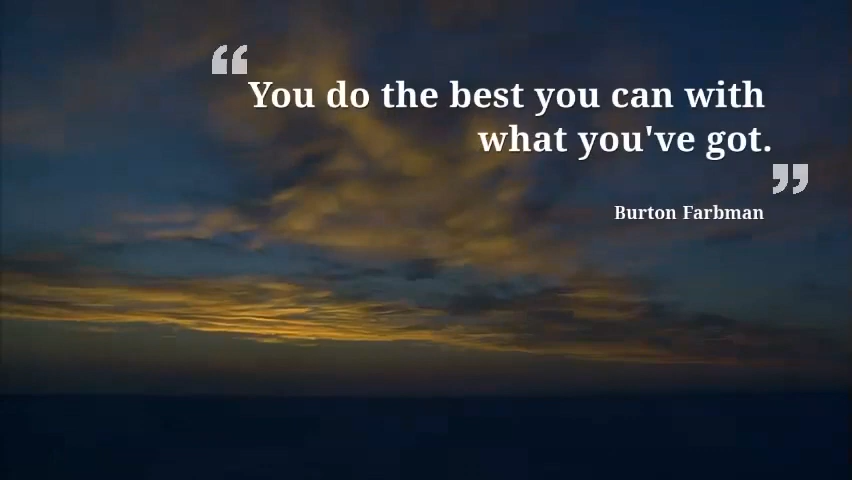 “
You do the best you can with
what you've got.
”
Burton Farbman